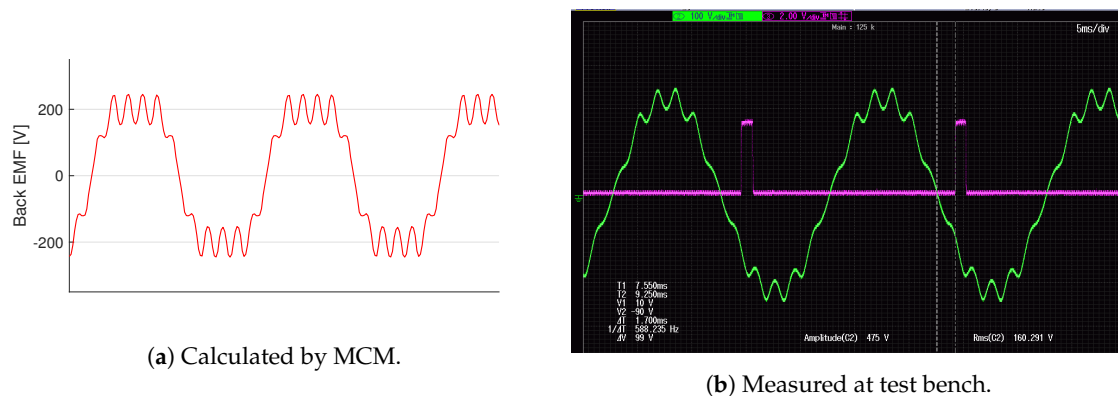 Back EMF [V]
200
0
-200
(a) Calculated by MCM.
100 V/div
2.00 V/div
Main : 125 k
5ms/div
T1 7.550ms
T2 9.250ms
V1 10 V
V2 -90 V
ΔT 1.700ms
1/ΔT 588.235 Hz
ΔV 99 V
Amplitude(C2) 475 V
Rms(C2) 160.291 V
(b) Measured at test bench.